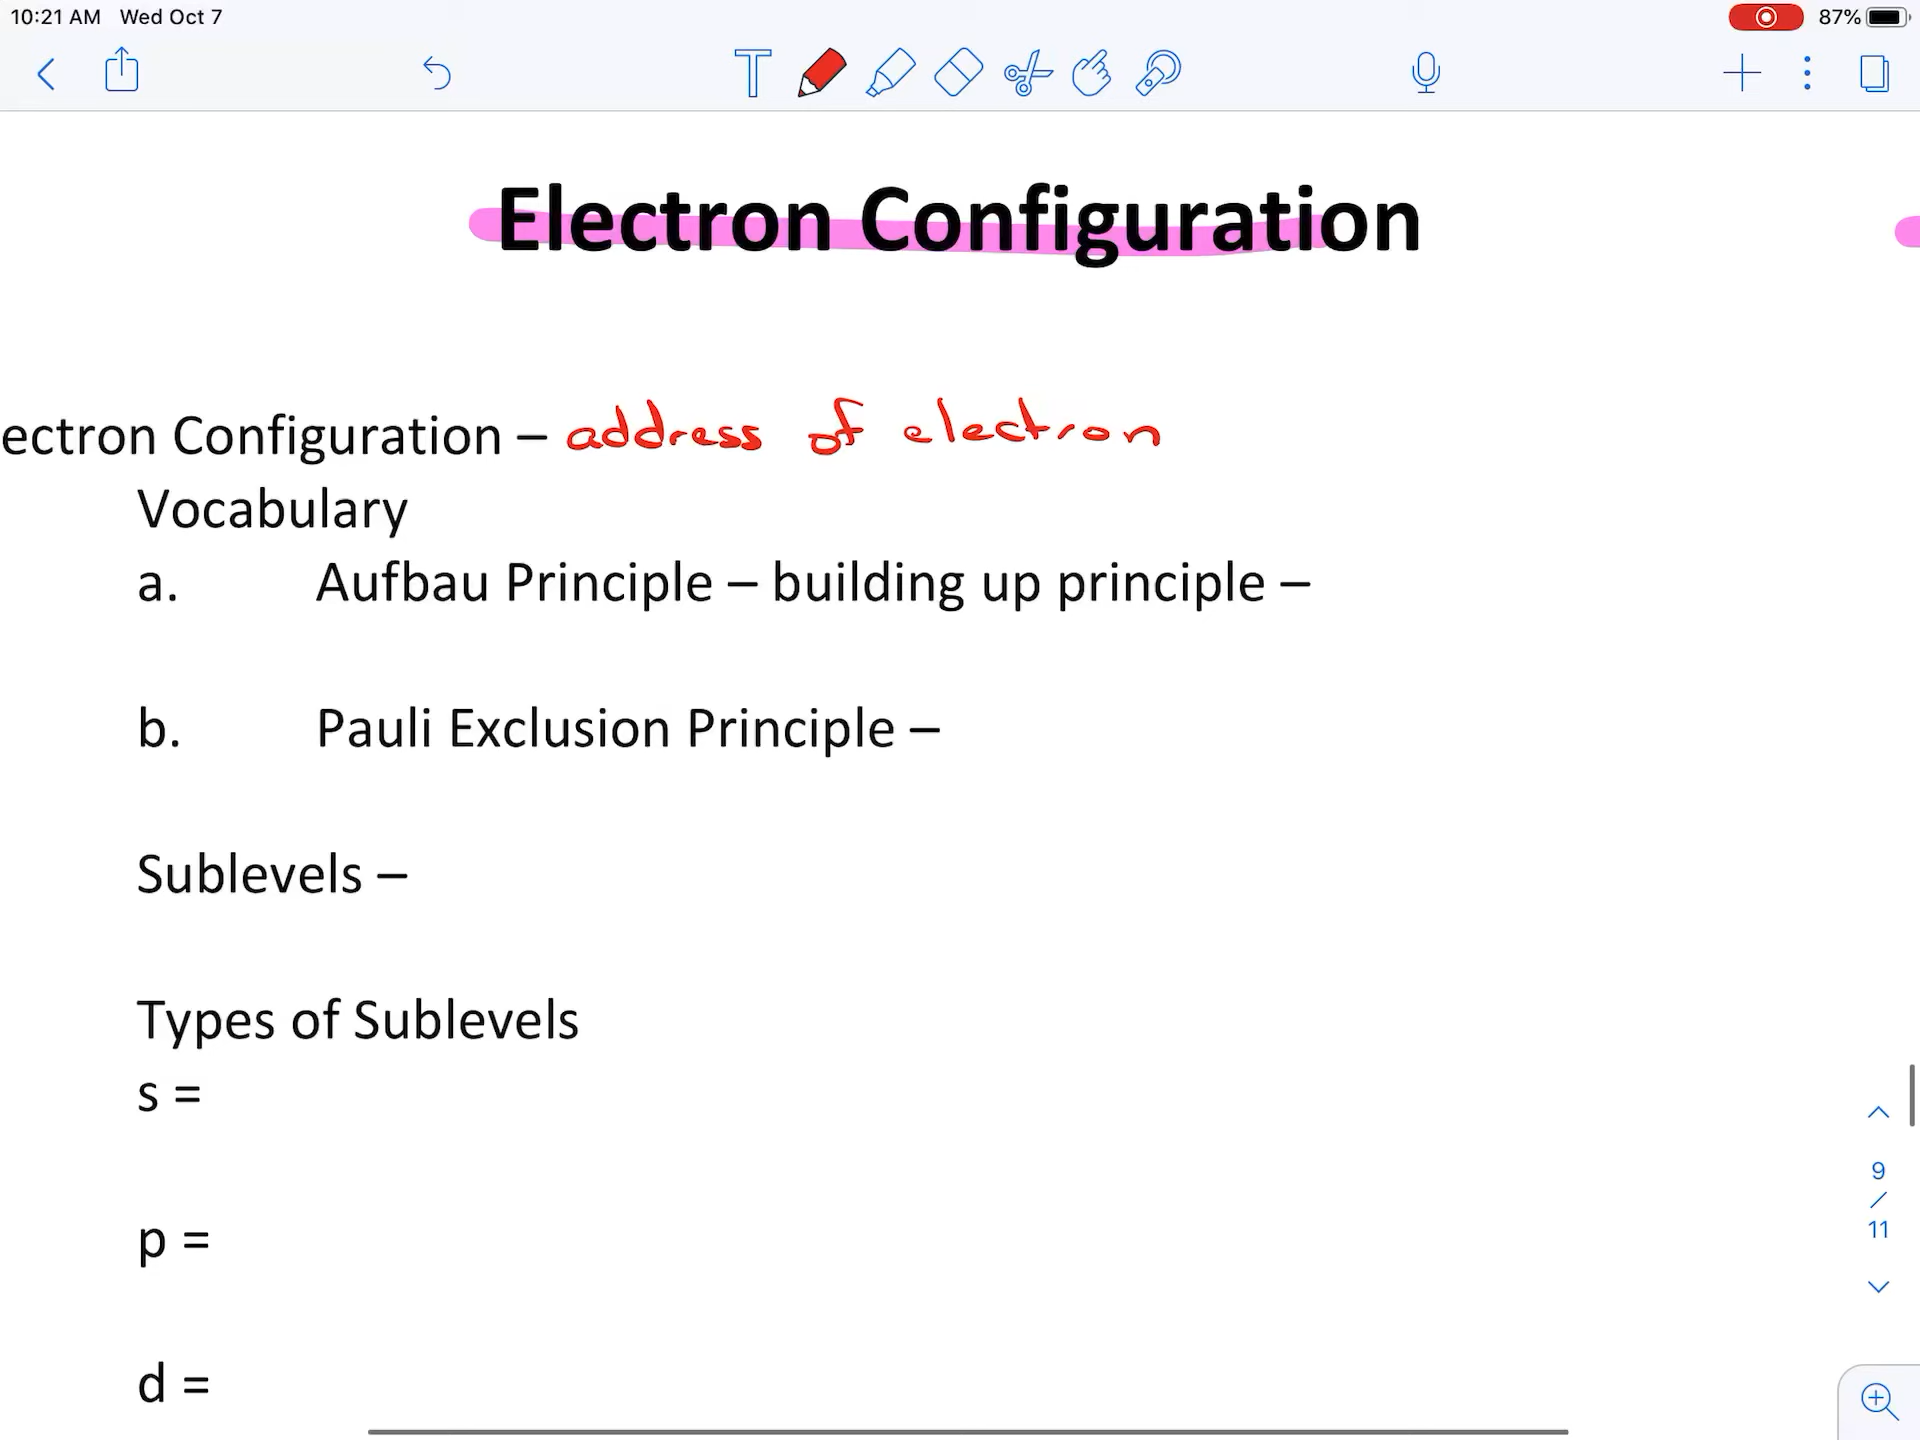 10:21 AM Wed Oct 7 87%
T
Electron Configuration
ectron Configuration – address of electron
Vocabulary
a. Aufbau Principle – building up principle –
b. Pauli Exclusion Principle –
Sublevels –
Types of Sublevels
s =
p =
d =
9
/
11